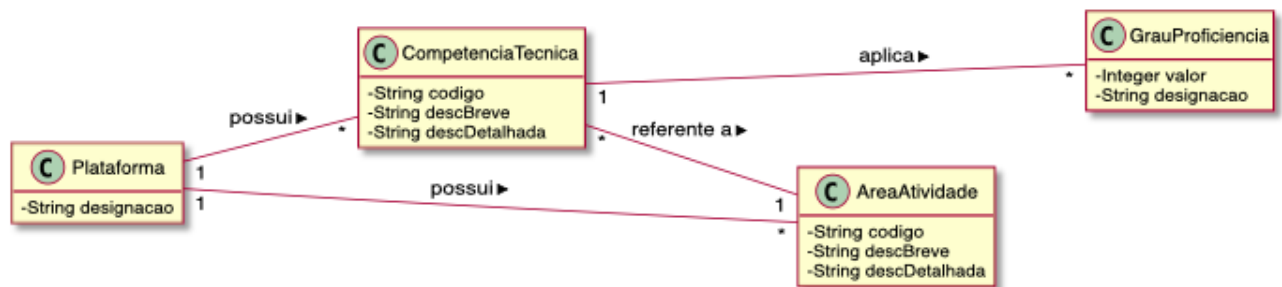 C GrauProficiencia
-Integer valor
-String designacao
C CompetenciaTecnica
-String codigo
-String descBreve
-String descDetalhada
aplica ▶
1
*
possui ▶
*
1
referente a ▶
*
1
C Plataforma
-String designacao
possui ▶
1
*
C AreaAtividade
-String codigo
-String descBreve
-String descDetalhada